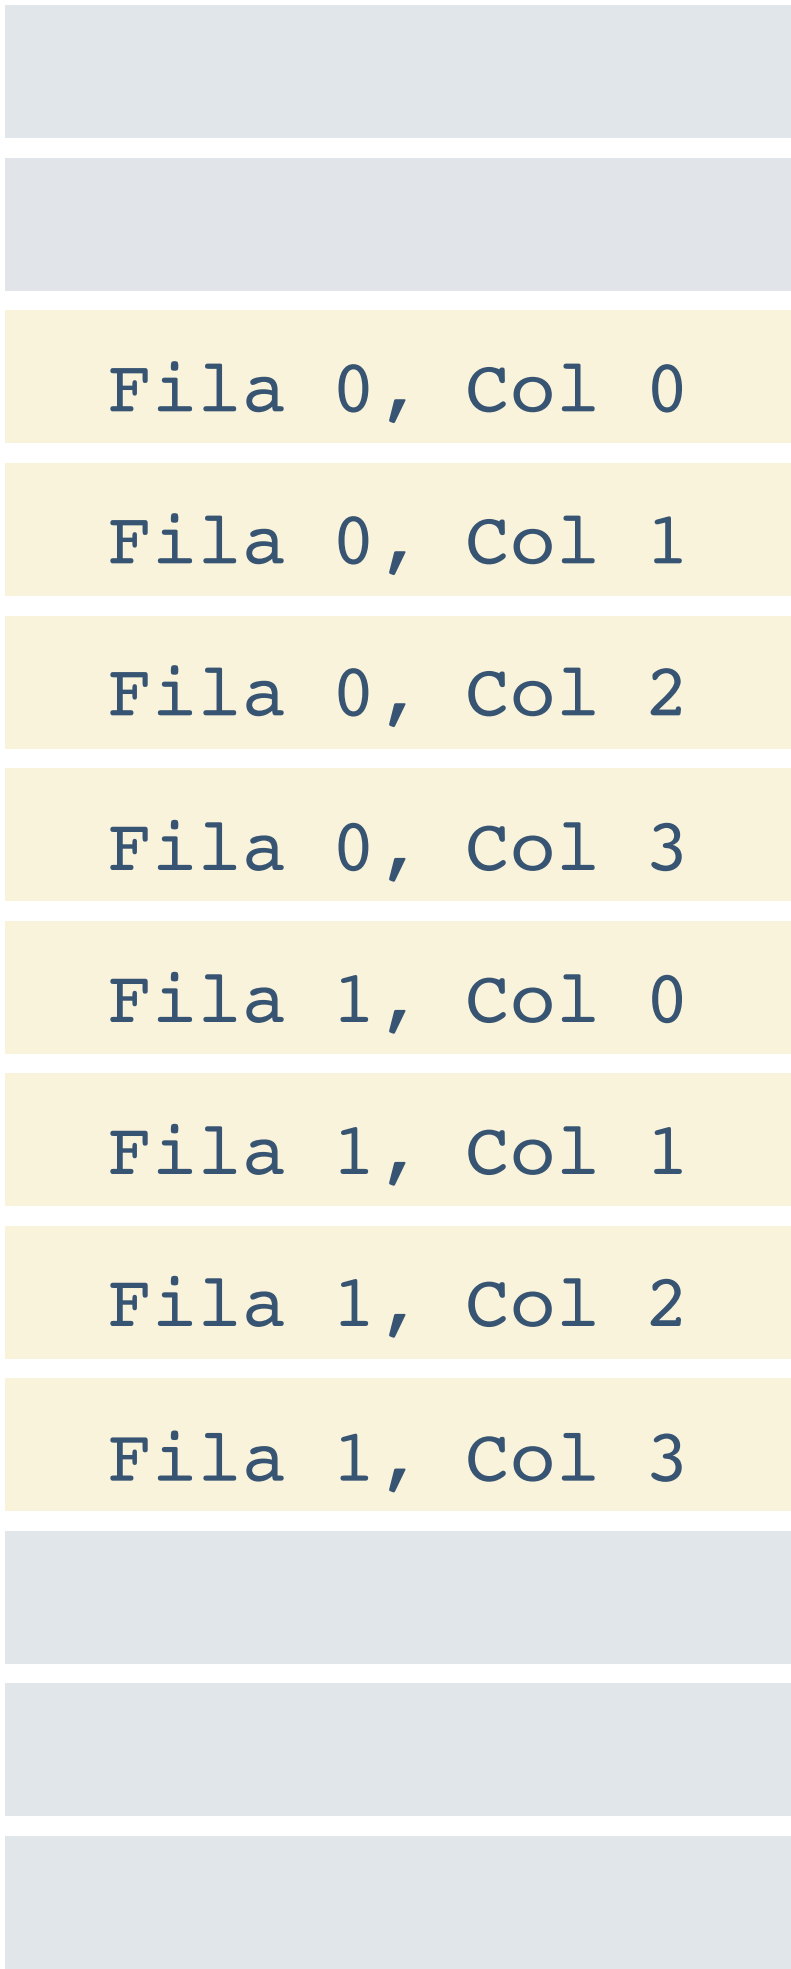 Fila 0, Col 0
Fila 0, Col 1
Fila 0, Col 2
Fila 0, Col 3
Fila 1, Col 0
Fila 1, Col 1
Fila 1, Col 2
Fila 1, Col 3